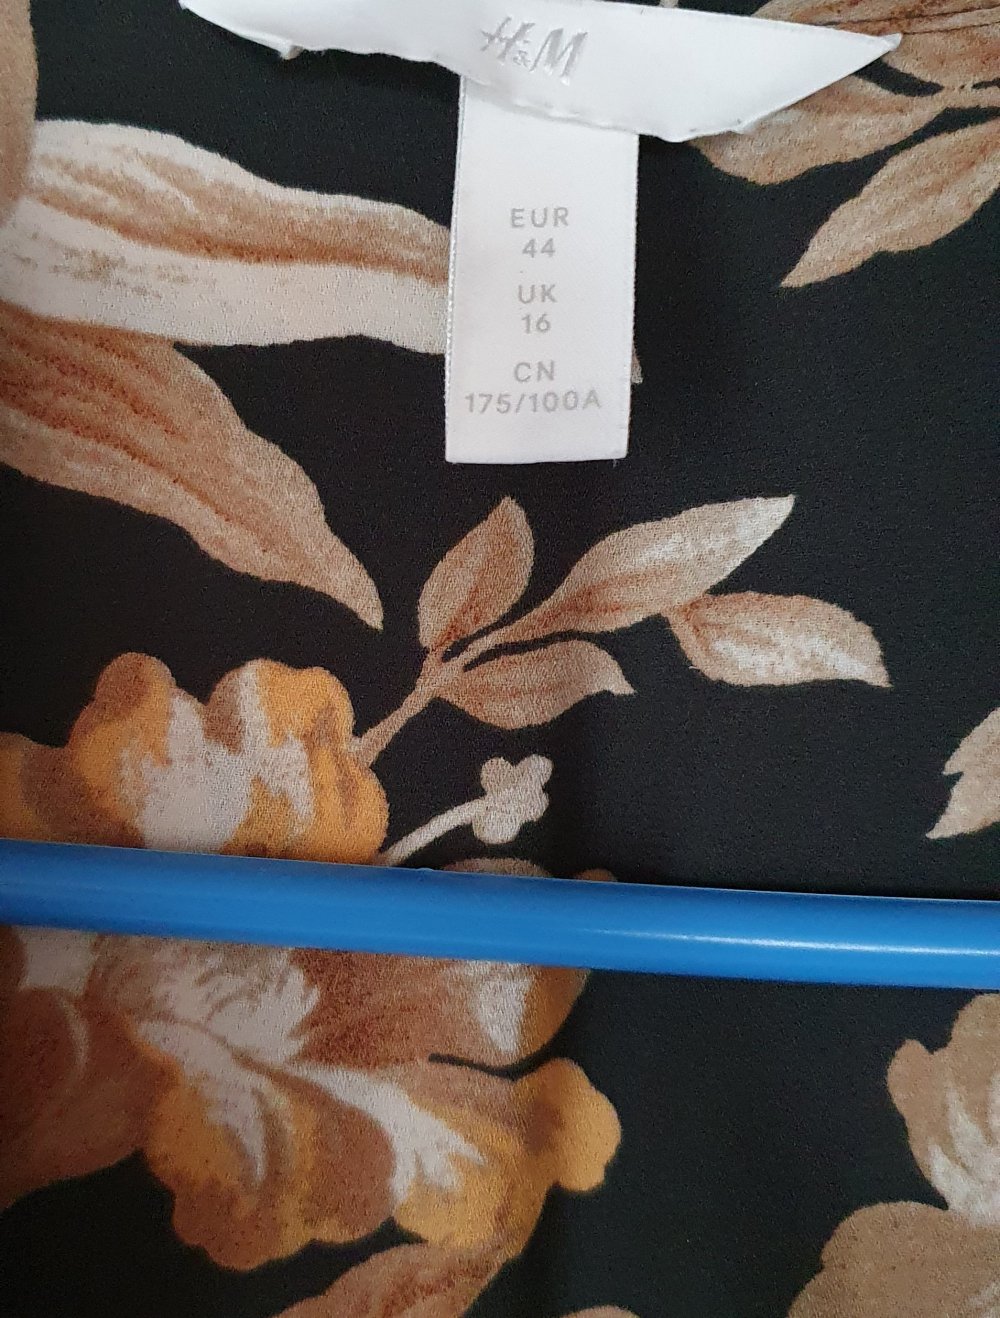 H&M
EUR
44
UK
16
CN
175/100A